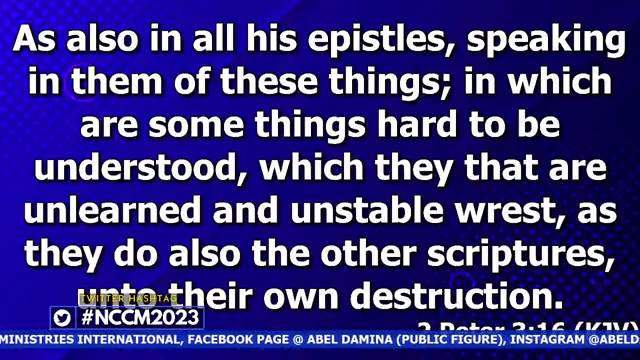 As also in all his epistles, speaking
in them of these things; in which
are some things hard to be
understood, which they that are
unlearned and unstable wrest, as
they do also the other scriptures,
unto their own destruction.
TWITTER HASHTAG
#NCCM2023
2 Peter 3:16 (KJV)
MINISTRIES INTERNATIONAL, FACEBOOK PAGE @ ABEL DAMINA (PUBLIC FIGURE), INSTAGRAM @ABELD